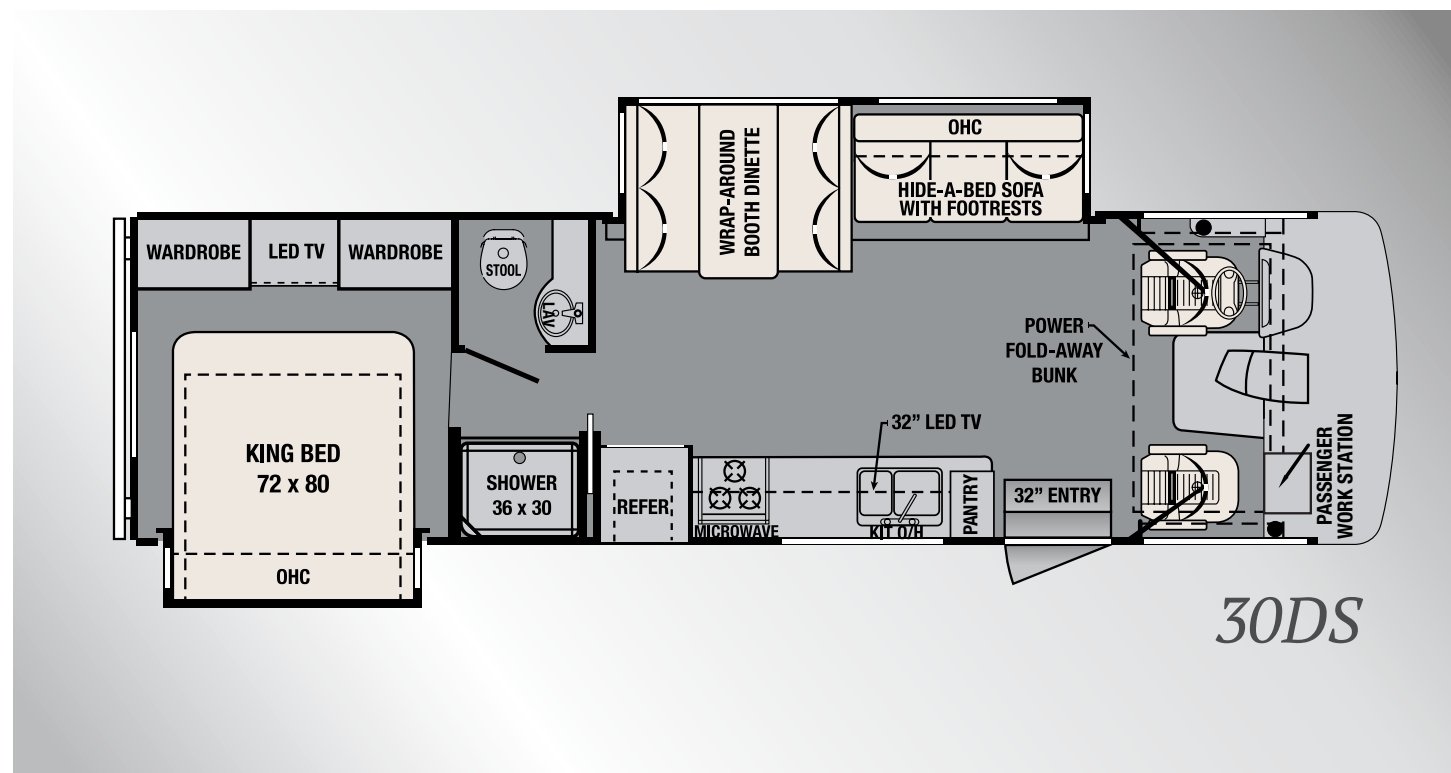 OHC
WRAP-AROUND
BOOTH DINETTE
HIDE-A-BED SOFA
WITH FOOTRESTS
WARDROBE
LED TV
WARDROBE
STOOL
LAV
POWER
FOLD-AWAY
BUNK
32” LED TV
KING BED
72 x 80
SHOWER
36 x 30
REFER
MICROWAVE
KIT O/H
PANTRY
32” ENTRY
PASSENGER
WORK STATION
OHC
30DS